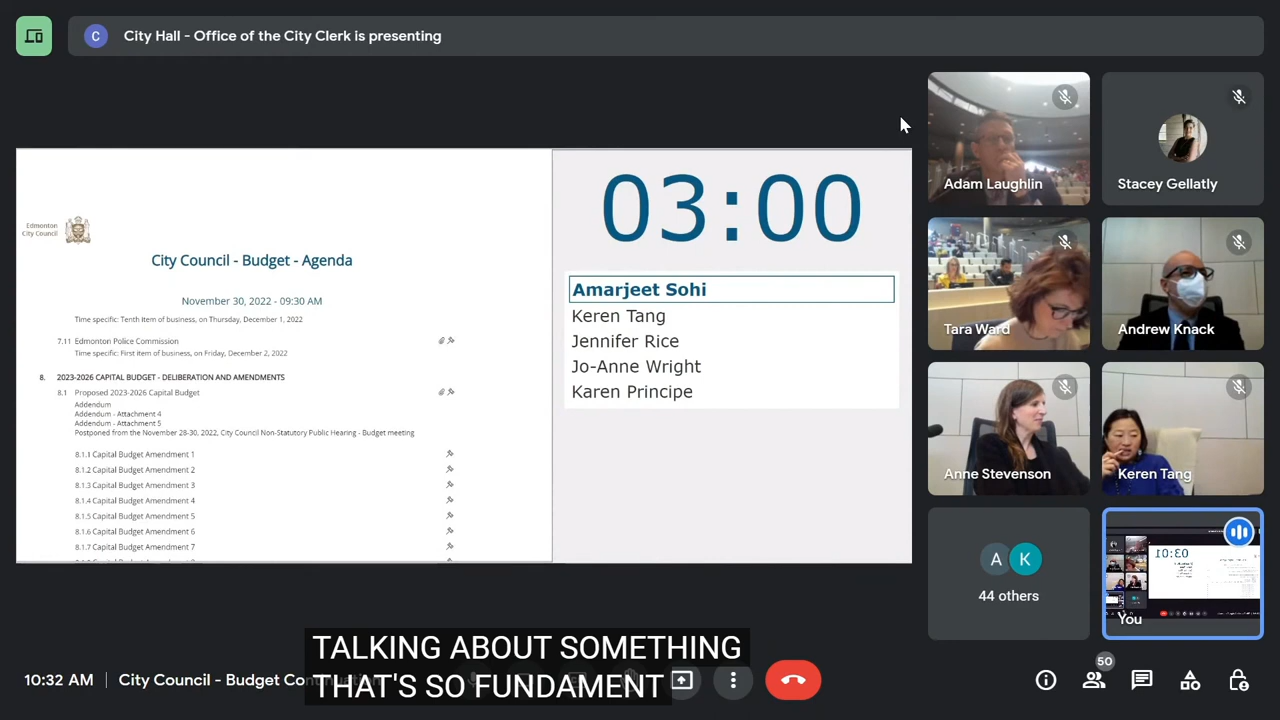 C City Hall - Office of the City Clerk is presenting
Edmonton
City Council
City Council - Budget - Agenda
November 30, 2022 - 09:30 AM
Time specific: Tenth item of business, on Thursday, December 1, 2022
7.11 Edmonton Police Commission
Time specific: First item of business, on Friday, December 2, 2022
8. 2023-2026 CAPITAL BUDGET - DELIBERATION AND AMENDMENTS
8.1 Proposed 2023-2026 Capital Budget
Addendum
Addendum - Attachment 4
Addendum - Attachment 5
Postponed from the November 28-30, 2022, City Council Non-Statutory Public Hearing - Budget meeting
8.1.1 Capital Budget Amendment 1
8.1.2 Capital Budget Amendment 2
8.1.3 Capital Budget Amendment 3
8.1.4 Capital Budget Amendment 4
8.1.5 Capital Budget Amendment 5
8.1.6 Capital Budget Amendment 6
8.1.7 Capital Budget Amendment 7
03:00
Amarjeet Sohi
Keren Tang
Jennifer Rice
Jo-Anne Wright
Karen Principe
Adam Laughlin
Stacey Gellatly
Tara Ward
Andrew Knack
Anne Stevenson
Keren Tang
A K
44 others
03:01
You
TALKING ABOUT SOMETHING
THAT'S SO FUNDAMENT
10:32 AM | City Council - Budget Con
50